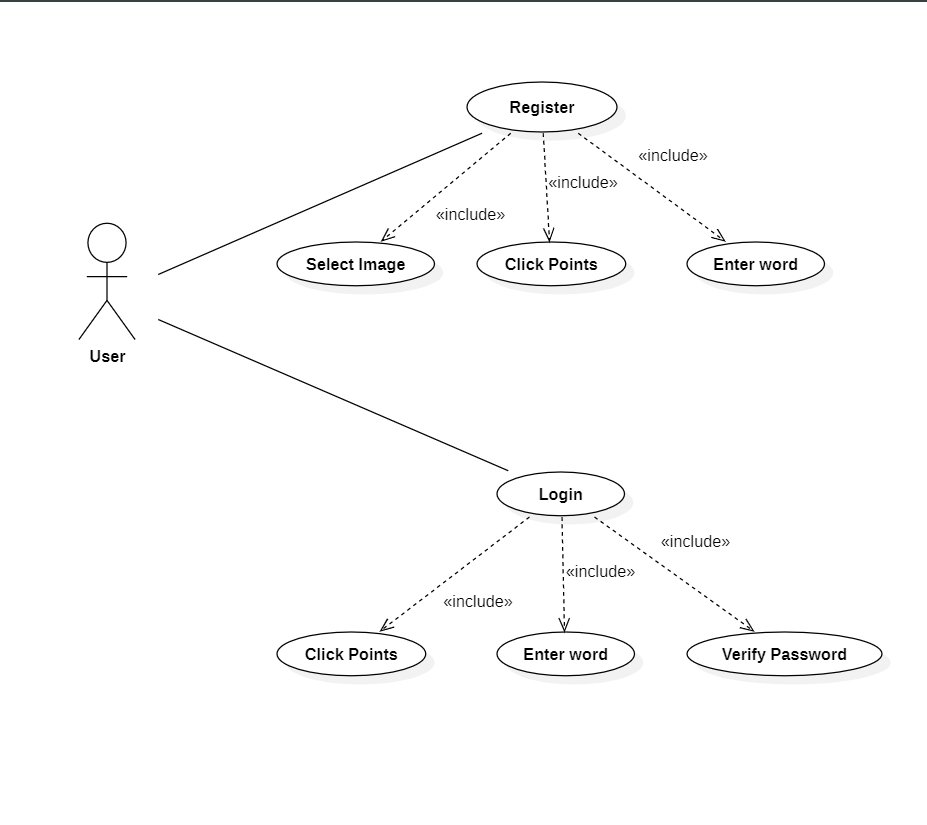 Register
«include»
«include»
«include»
Select Image
Click Points
Enter word
User
Login
«include»
«include»
«include»
Click Points
Enter word
Verify Password